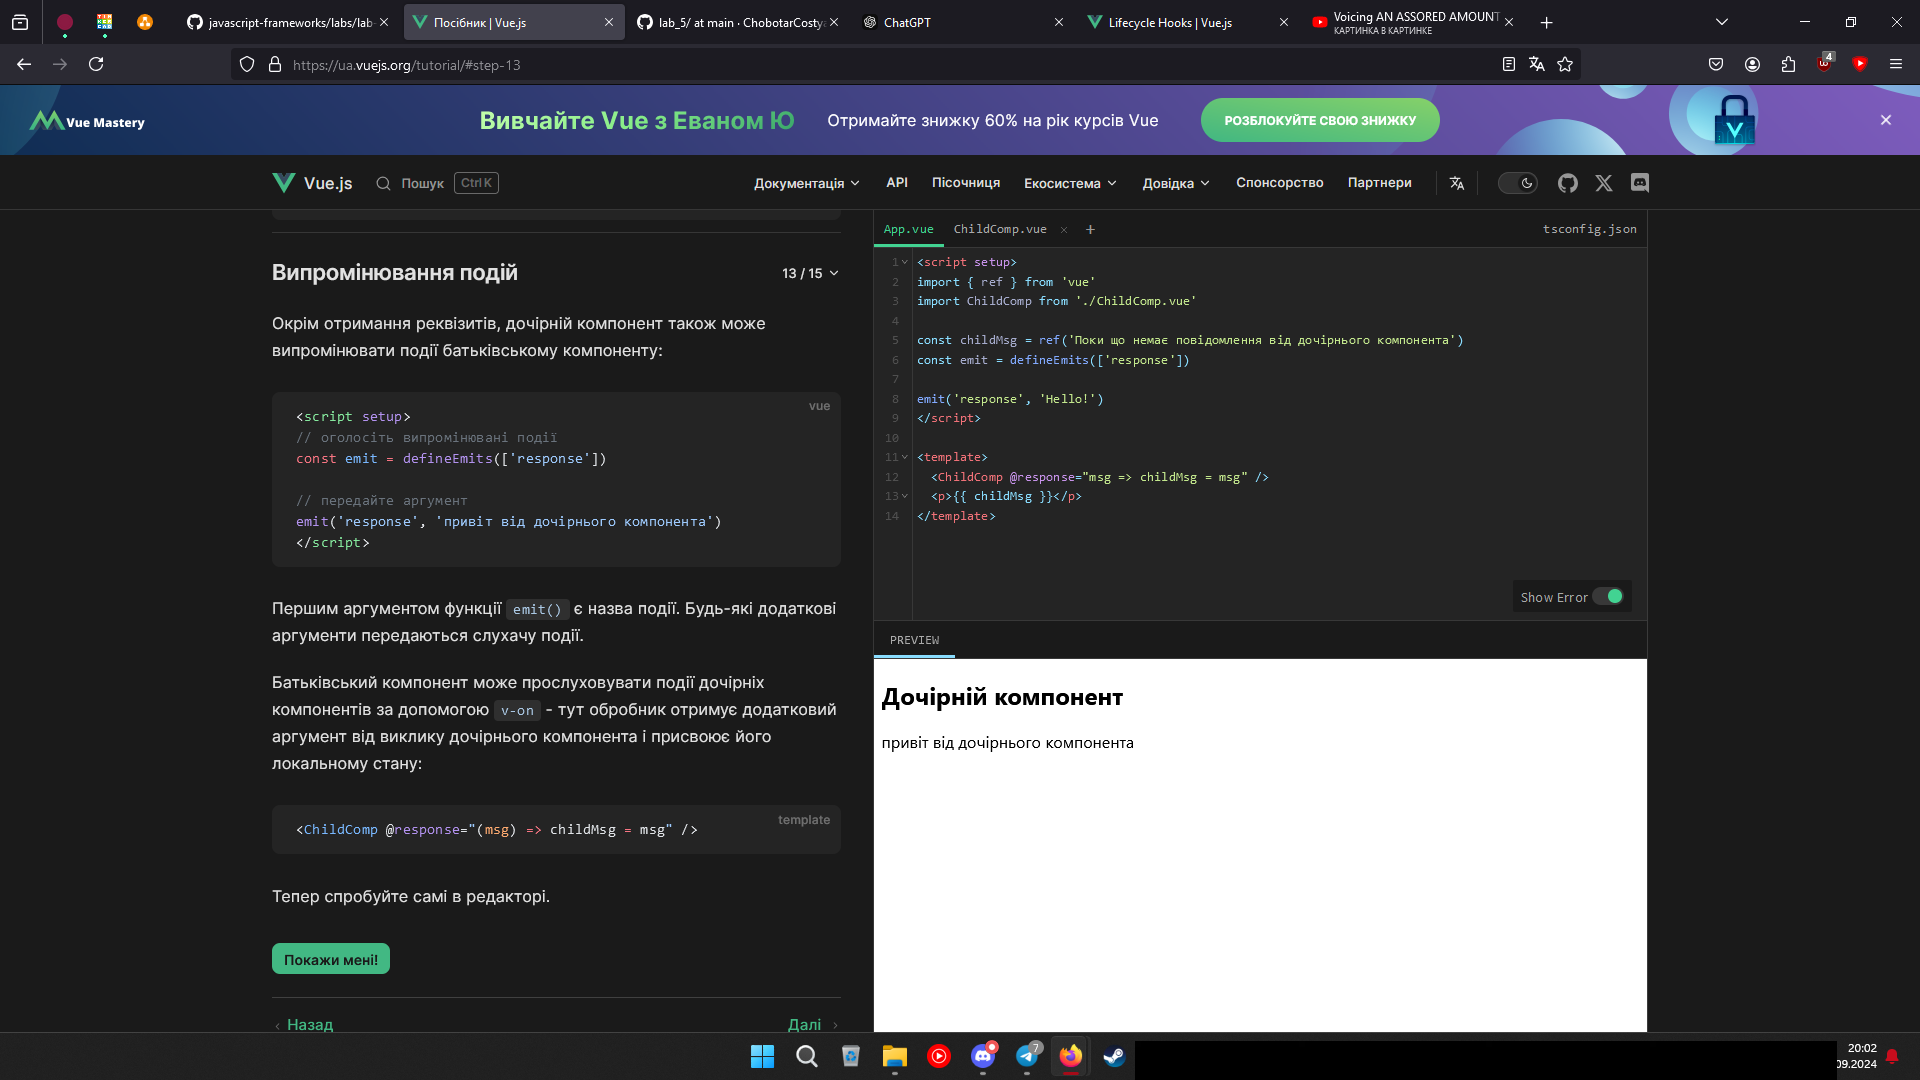 javascript-frameworks/labs/lab-
Посібник | Vue.js
lab_5/ at main · ChobotarCostya
ChatGPT
Lifecycle Hooks | Vue.js
Voicing AN ASSORED AMOUNT
КАРТИНКА В КАРТИНКЕ
https://ua.vuejs.org/tutorial/#step-13
4
Vue Mastery
Вивчайте Vue з Еваном Ю
Отримайте знижку 60% на рік курсів Vue
РОЗБЛОКУЙТЕ СВОЮ ЗНИЖКУ
Vue.js
Пошук
Ctrl K
Документація
API
Пісочниця
Екосистема
Довідка
Спонсорство
Партнери
Випромінювання подій
13 / 15
Окрім отримання реквізитів, дочірній компонент також може
випромінювати події батьківському компоненту:
vue
<script setup>
// оголосіть випромінювані події
const emit = defineEmits(['response'])
// передайте аргумент
emit('response', 'привіт від дочірнього компонента')
</script>
Першим аргументом функції emit() є назва події. Будь-які додаткові
аргументи передаються слухачу події.
Батьківський компонент може прослуховувати події дочірніх
компонентів за допомогою v-on - тут обробник отримує додатковий
аргумент від виклику дочірнього компонента і присвоює його
локальному стану:
template
<ChildComp @response="(msg) => childMsg = msg" />
Тепер спробуйте самі в редакторі.
Покажи мені!
‹ Назад
Далі ›
App.vue
ChildComp.vue
+
tsconfig.json
1 <script setup>
2 import { ref } from 'vue'
3 import ChildComp from './ChildComp.vue'
4
5 const childMsg = ref('Поки що немає повідомлення від дочірнього компонента')
6 const emit = defineEmits(['response'])
7
8 emit('response', 'Hello!')
9 </script>
10
11 <template>
12 <ChildComp @response="msg => childMsg = msg" />
13 <p>{{ childMsg }}</p>
14 </template>
Show Error
PREVIEW
Дочірній компонент
привіт від дочірнього компонента
7
20:02
09.2024